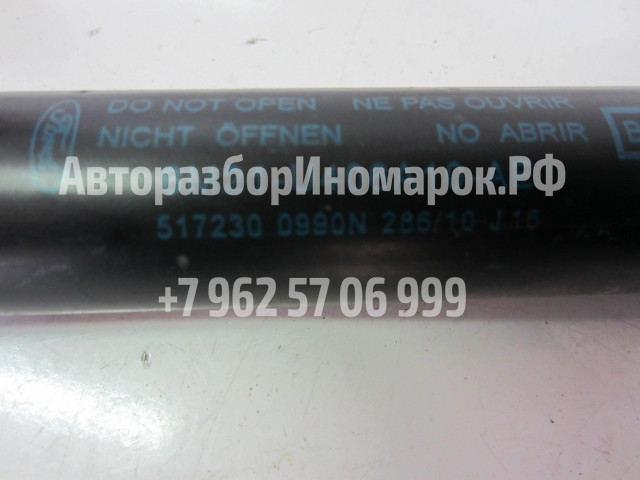 Ford
DO NOT OPEN NE PAS OUVRIR
NICHT ÖFFNEN NO ABRIR
АвторазборИномарок.РФ
517230 0990N 286/10 J16
+7 962 57 06 999